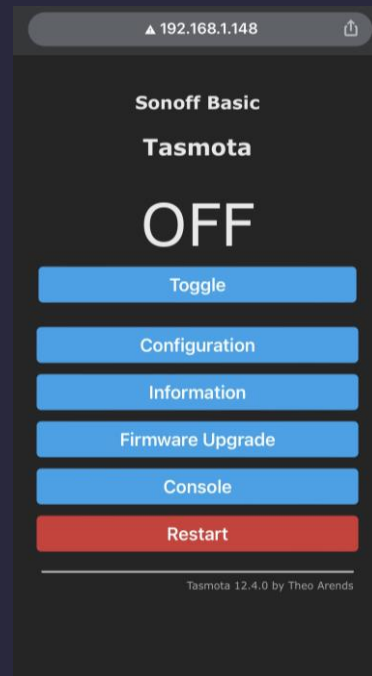 192.168.1.148
Sonoff Basic
Tasmota
OFF
Toggle
Configuration
Information
Firmware Upgrade
Console
Restart
Tasmota 12.4.0 by Theo Arends